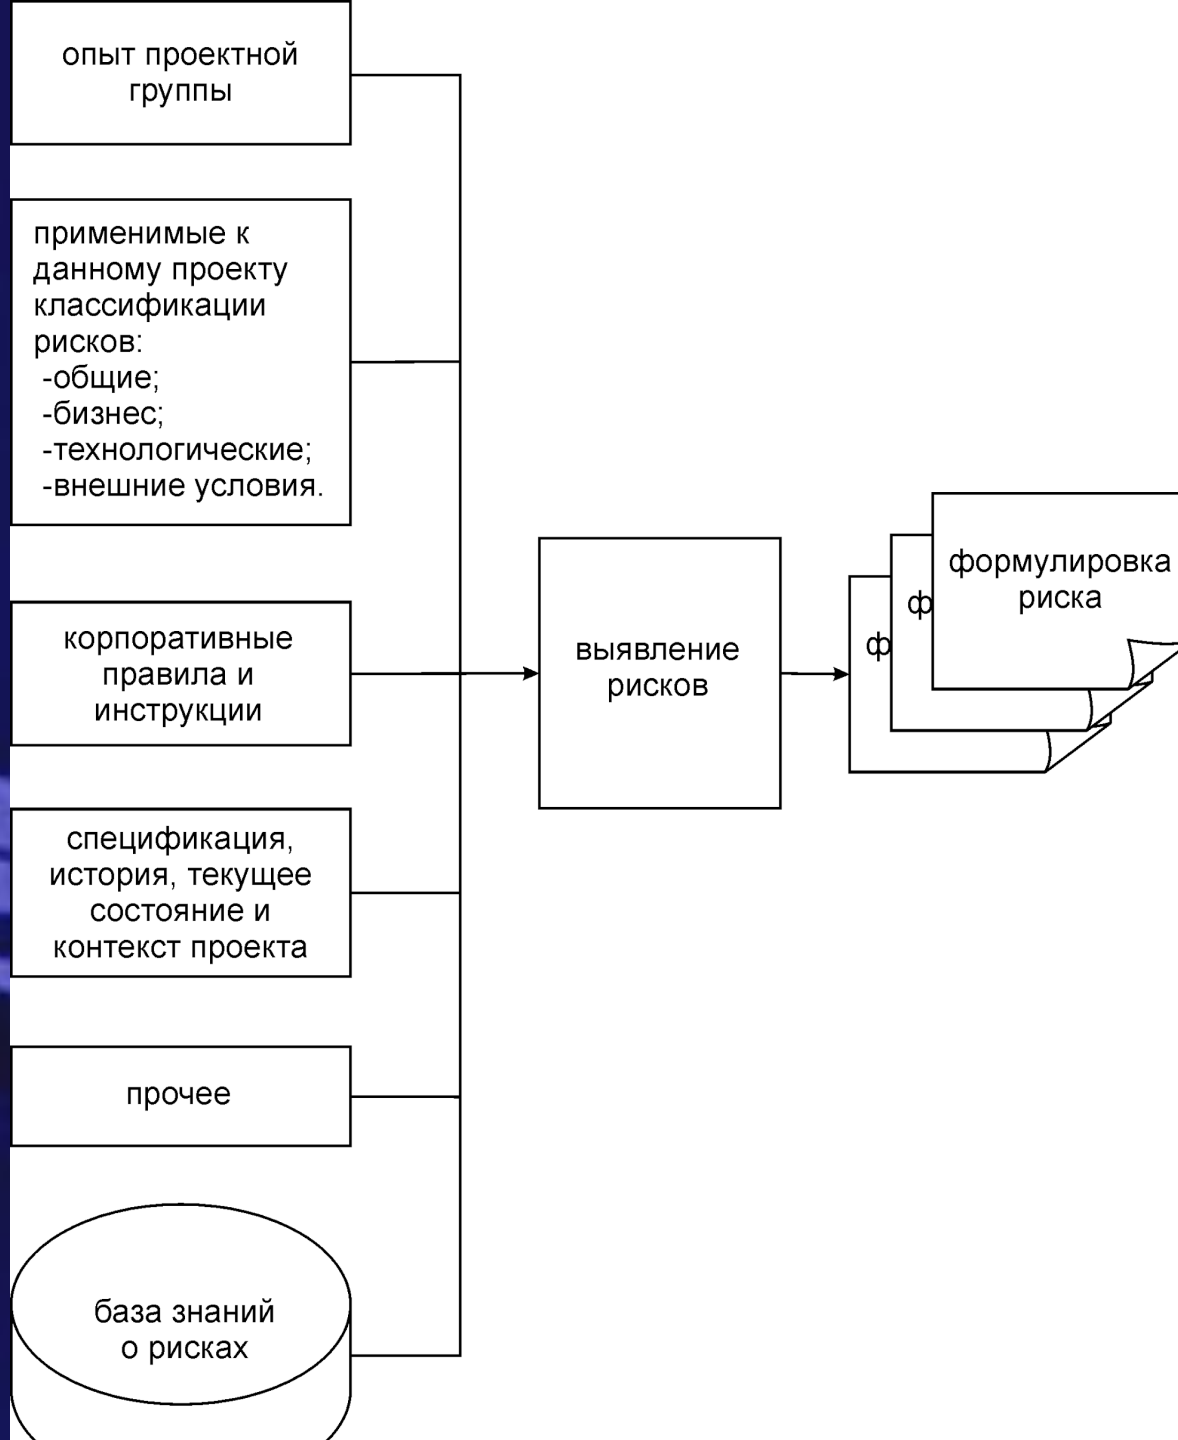 опыт проектной
группы
применимые к
данному проекту
классификации
рисков:
-общие;
-бизнес;
-технологические;
-внешние условия.
корпоративные
правила и
инструкции
спецификация,
история, текущее
состояние и
контекст проекта
прочее
база знаний
о рисках
выявление
рисков
формулировка
риска
ф
ф